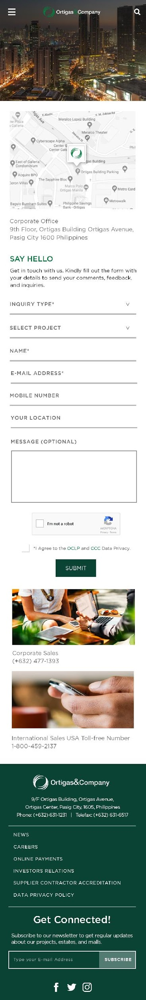 Ortigas&Company
E.Abello
F. M. Zabian Rd
tigas Ave
Meralco Lopez Building
ne Plaza
a Galleria
Meralco Theater
Meralco St
G. S.
Cyberscape Alpha
Center G
Center Gate
Phil
East of Galleria
Condominium
gas Building
Acquire BPO
Ortigas Building Parking
The Sapphire Bloc
Coron Villas
Marco Polo
Ortigas Manila
Metro Card
Metrowalk
Baguio Burnham Suites
Philippine Savings
Bank - Ortigas
Corporate Office
9th Floor, Ortigas Building Ortigas Avenue,
Pasig City 1600 Philippines
SAY HELLO
Get in touch with us. Kindly fill out the form with
your details to send your comments, feedback,
and inquiries.
INQUIRY TYPE*
SELECT PROJECT
NAME*
E-MAIL ADDRESS*
MOBILE NUMBER
YOUR LOCATION
MESSAGE (OPTIONAL)
I'm not a robot
reCAPTCHA
Privacy - Terms
*I Agree to the OCLP and CCC Data Privacy.
SUBMIT
Corporate Sales
(+632) 477-1393
International Sales USA Toll-free Number
1-800-459-2137
Ortigas&Company
9/F Ortigas Building, Ortigas Avenue,
Ortigas Center, Pasig City, 1605, Philippines
Phone: (+632) 631-1231 | Telefax: (+632) 631-6517
NEWS
CAREERS
ONLINE PAYMENTS
INVESTORS RELATIONS
SUPPLIER CONTRACTOR ACCREDITATION
DATA PRIVACY POLICY
Get Connected!
Subscribe to our newsletter to get regular updates
about our projects, estates, and malls.
Type your E-mail Address
SUBSCRIBE